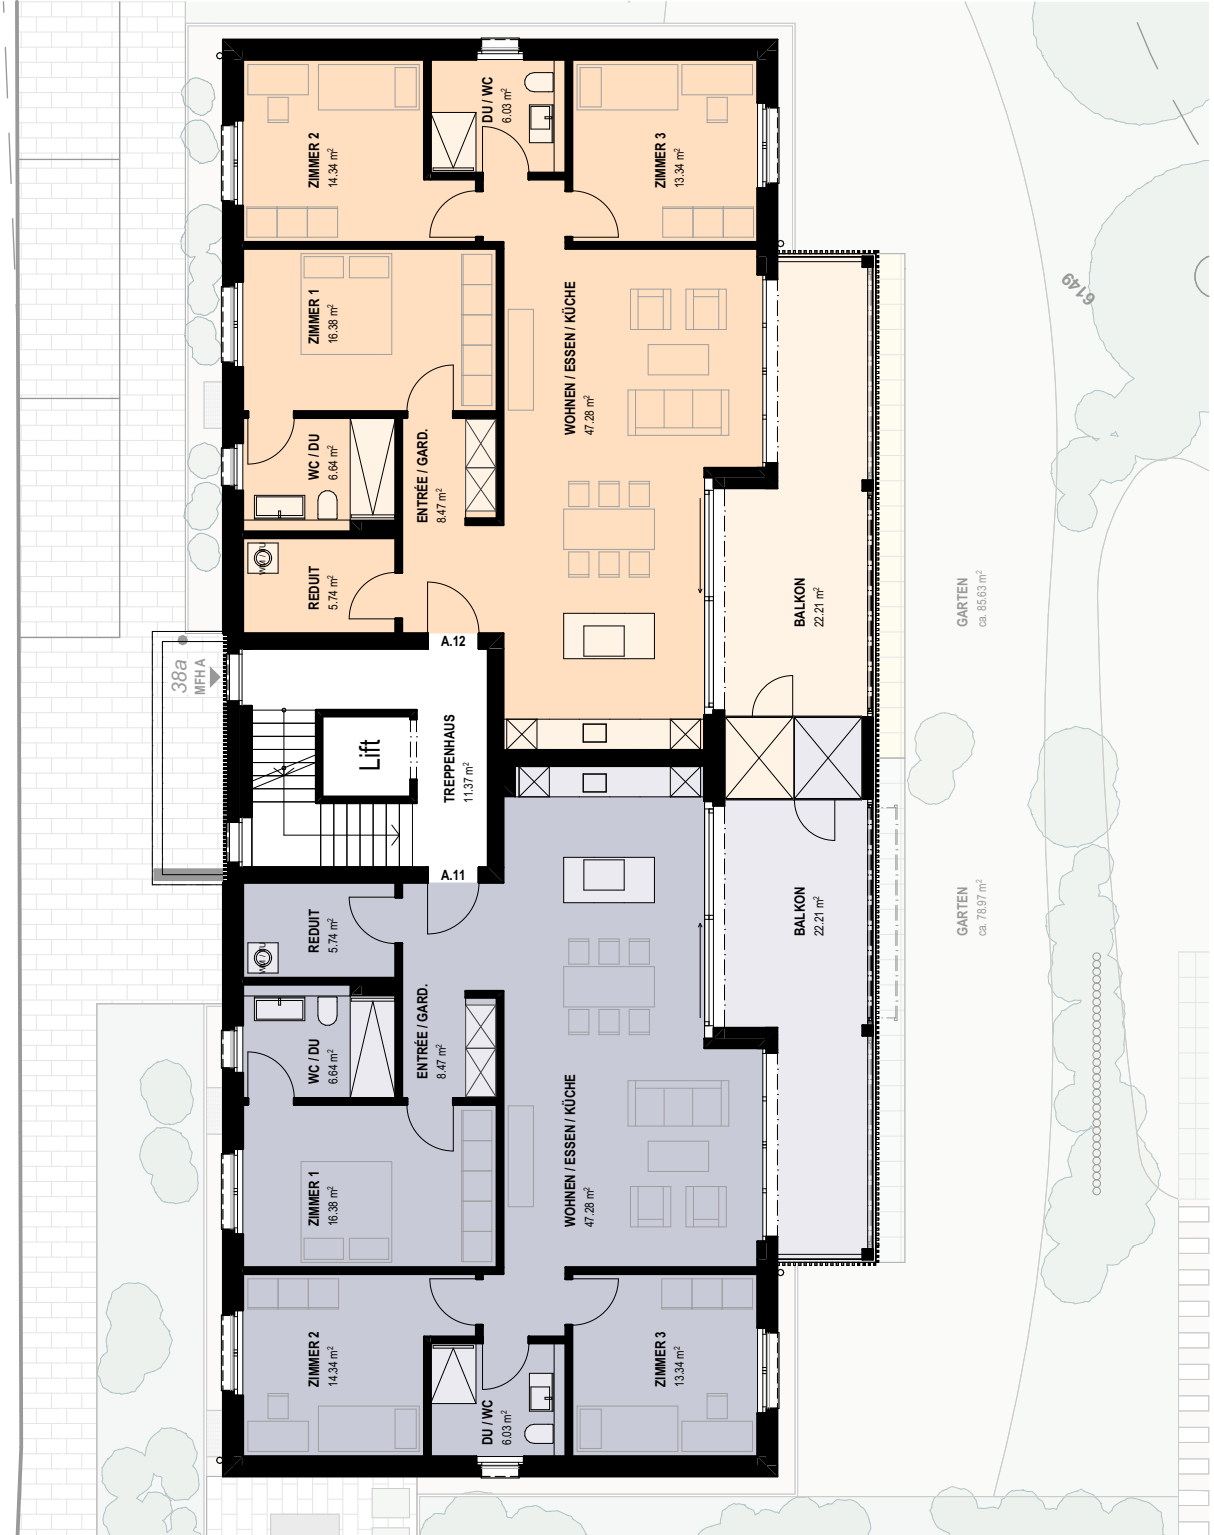 ZIMMER 2
14.34 m²
DU / WC
6.03 m²
ZIMMER 3
13.34 m²
ZIMMER 1
16.38 m²
WOHNEN / ESSEN / KÜCHE
47.28 m²
6149
WC / DU
6.64 m²
ENTRÉE / GARD.
8.47 m²
REDUIT
5.74 m²
BALKON
22.21 m²
GARTEN
ca. 85.63 m²
A.12
38a
MFH A
Lift
TREPPENHAUS
11.37 m²
A.11
REDUIT
5.74 m²
BALKON
22.21 m²
GARTEN
ca. 78.97 m²
WC / DU
6.64 m²
ENTRÉE / GARD.
8.47 m²
ZIMMER 1
16.38 m²
WOHNEN / ESSEN / KÜCHE
47.28 m²
ZIMMER 2
14.34 m²
DU / WC
6.03 m²
ZIMMER 3
13.34 m²